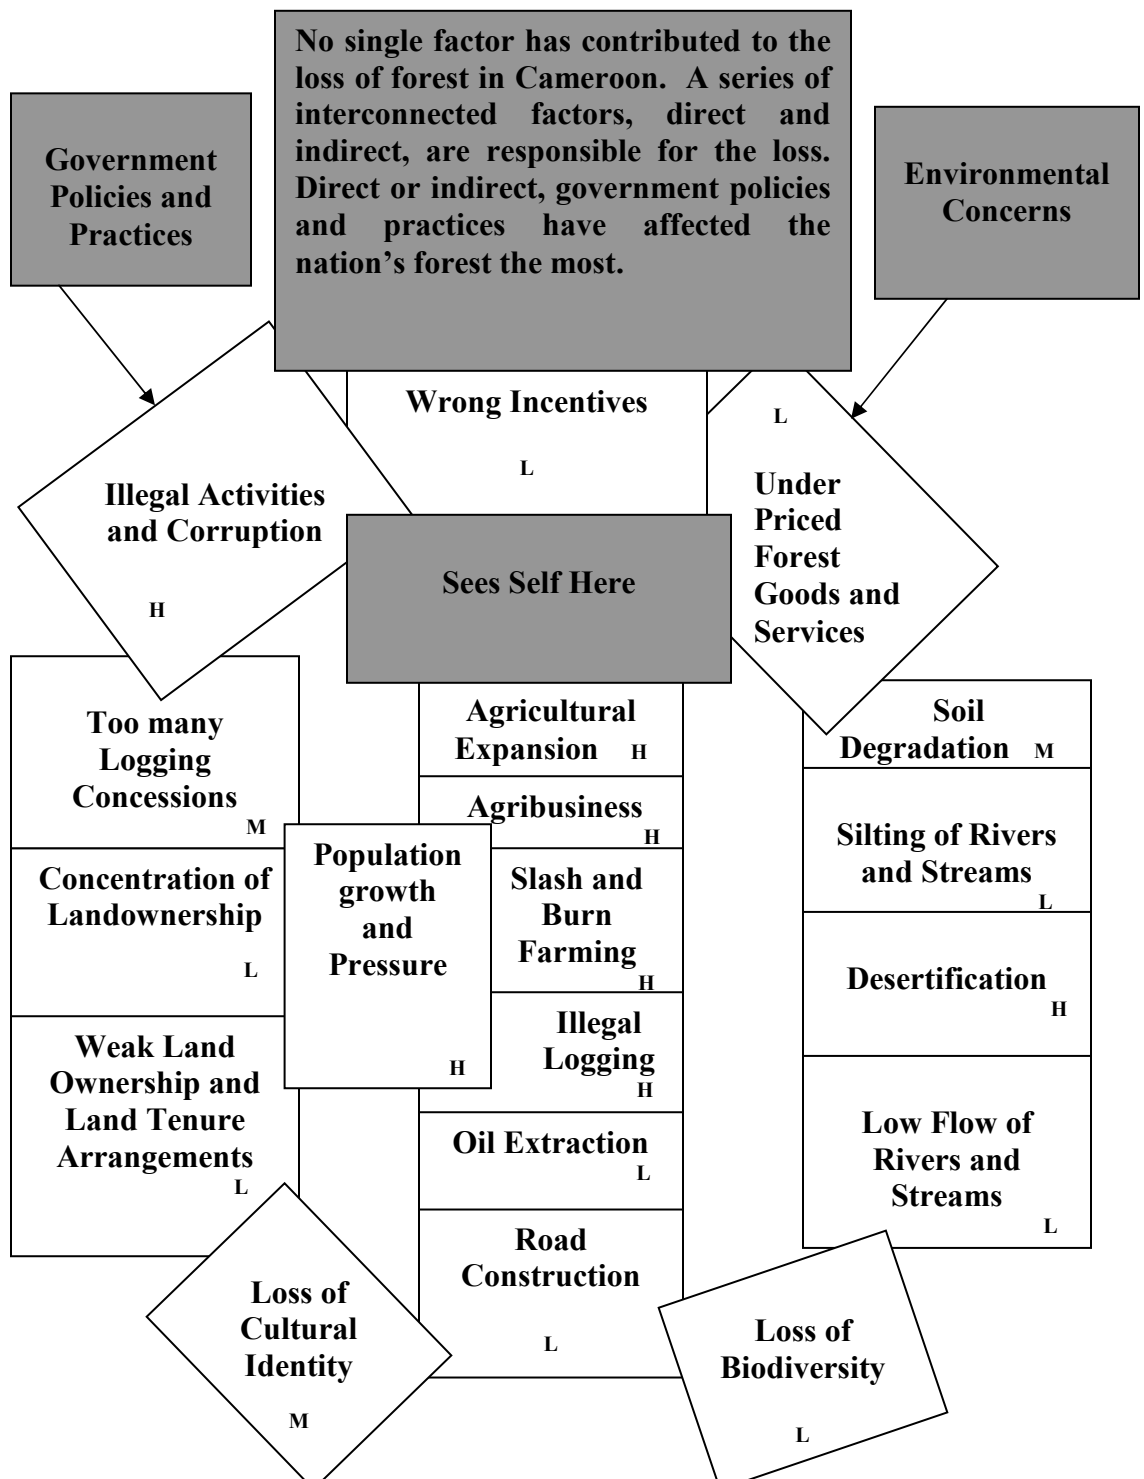 No single factor has contributed to the
loss of forest in Cameroon. A series of
interconnected factors, direct and
indirect, are responsible for the loss.
Direct or indirect, government policies
and practices have affected the
nation's forest the most.
Government
Policies and
Practices
Environmental
Concerns
Wrong Incentives
L
Illegal Activities
and Corruption
H
L
Under
Priced
Forest
Goods and
Services
Sees Self Here
Too many
Logging
Concessions
M
Concentration of
Landownership
L
Weak Land
Ownership and
Land Tenure
Arrangements
L
Population
growth
and
Pressure
H
Agricultural
Expansion H
Agribusiness
H
Slash and
Burn
Farming
H
Illegal
Logging
H
Oil Extraction
L
Road
Construction
L
Soil
Degradation M
Silting of Rivers
and Streams
L
Desertification
H
Low Flow of
Rivers and
Streams
L
Loss of
Cultural
Identity
M
Loss of
Biodiversity
L